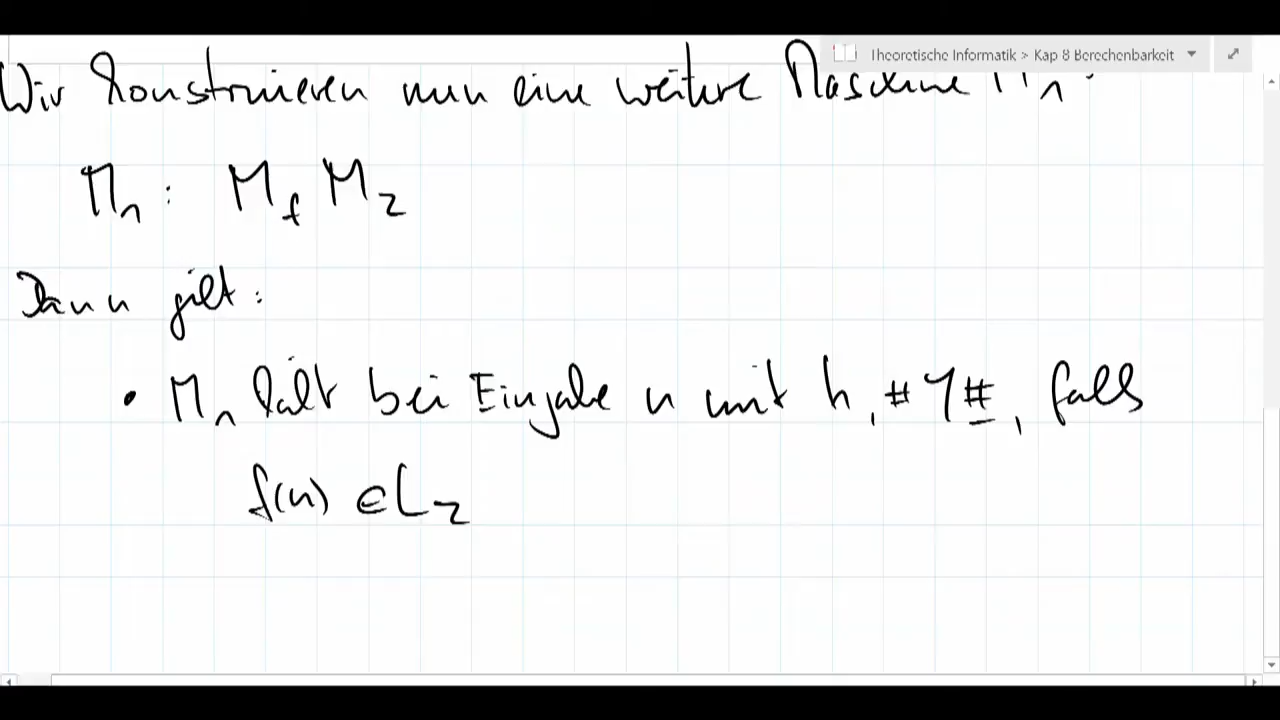 Theoretische Informatik > Kap 8 Berechenbarkeit
Wir konstruieren nun eine weitere Maschine M₁.
M₁: M_f M₂
Dann gilt:
• M₁ hält bei Eingabe n mit h, #Y#, falls
f(n) ∈ L₂